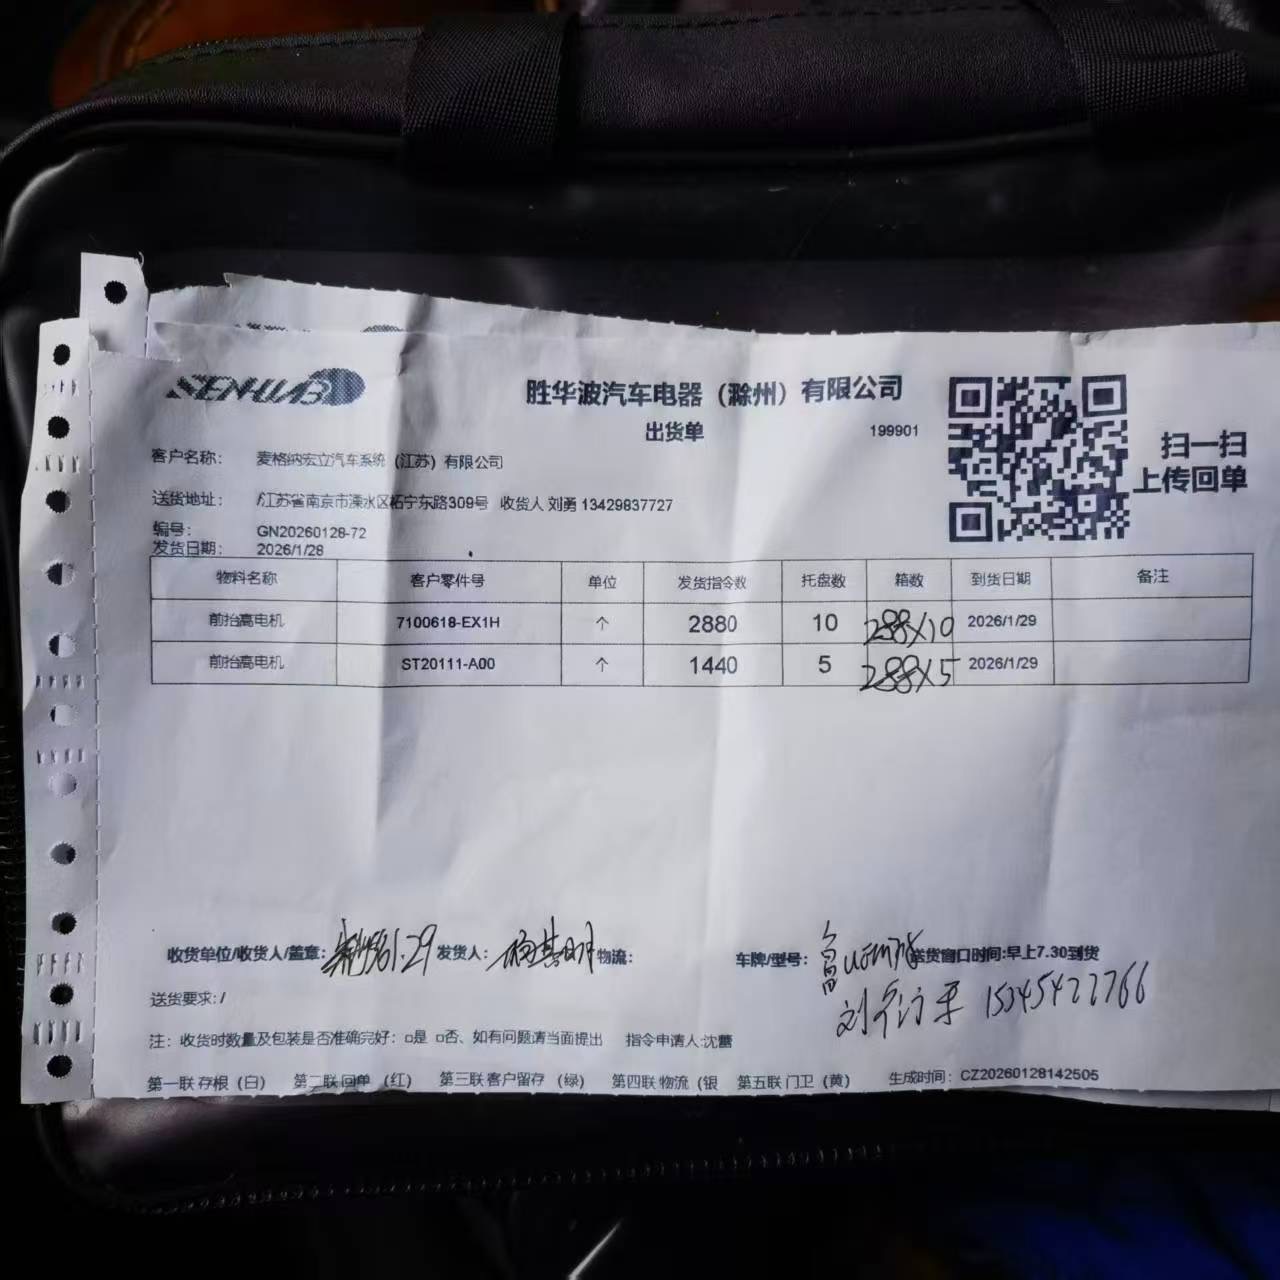 SENHUAB
胜华波汽车电器（滁州）有限公司
出货单 199901
扫一扫
上传回单
客户名称： 麦格纳宏立汽车系统（江苏）有限公司
送货地址： /江苏省南京市溧水区柘宁东路309号 收货人 刘勇 13429837727
编号： GN20260128-72
发货日期： 2026/1/28
物料名称 客户零件号 单位 发货指令数 托盘数 箱数 到货日期 备注
前抬高电机 7100618-EX1H 个 2880 10 288X10 2026/1/29
前抬高电机 ST20111-A00 个 1440 5 288X5 2026/1/29
收货单位/收货人/盖章： 1.29 发货人： 物流： 车牌/型号： 送货窗口时间:早上7.30到货
15345422766
送货要求: /
注： 收货时数量及包装是否准确完好：□是 □否、如有问题请当面提出 指令申请人:沈蕾
第一联 存根（白） 第二联 回单 （红） 第三联 客户留存 （绿） 第四联 物流（银 第五联 门卫（黄） 生成时间： CZ20260128142505